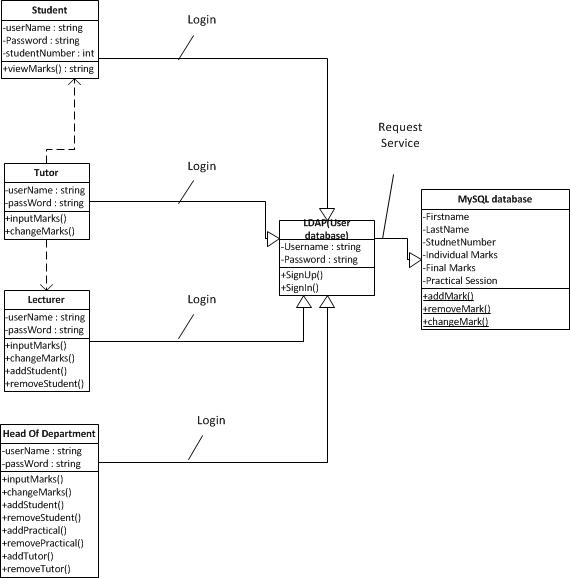 Student
-userName : string
-Password : string
-studentNumber : int
+viewMarks() : string
Login
Request
Service
Tutor
-userName : string
-passWord : string
+inputMarks()
+changeMarks()
Login
LDAP(User
database)
-Username : string
-Password : string
+SignUp()
+SignIn()
MySQL database
-Firstname
-LastName
-StudnetNumber
-Individual Marks
-Final Marks
-Practical Session
+addMark()
+removeMark()
+changeMark()
Lecturer
-userName : string
-passWord : string
+inputMarks()
+changeMarks()
+addStudent()
+removeStudent()
Login
Head Of Department
-userName : string
-passWord : string
+inputMarks()
+changeMarks()
+addStudent()
+removeStudent()
+addPractical()
+removePractical()
+addTutor()
+removeTutor()
Login